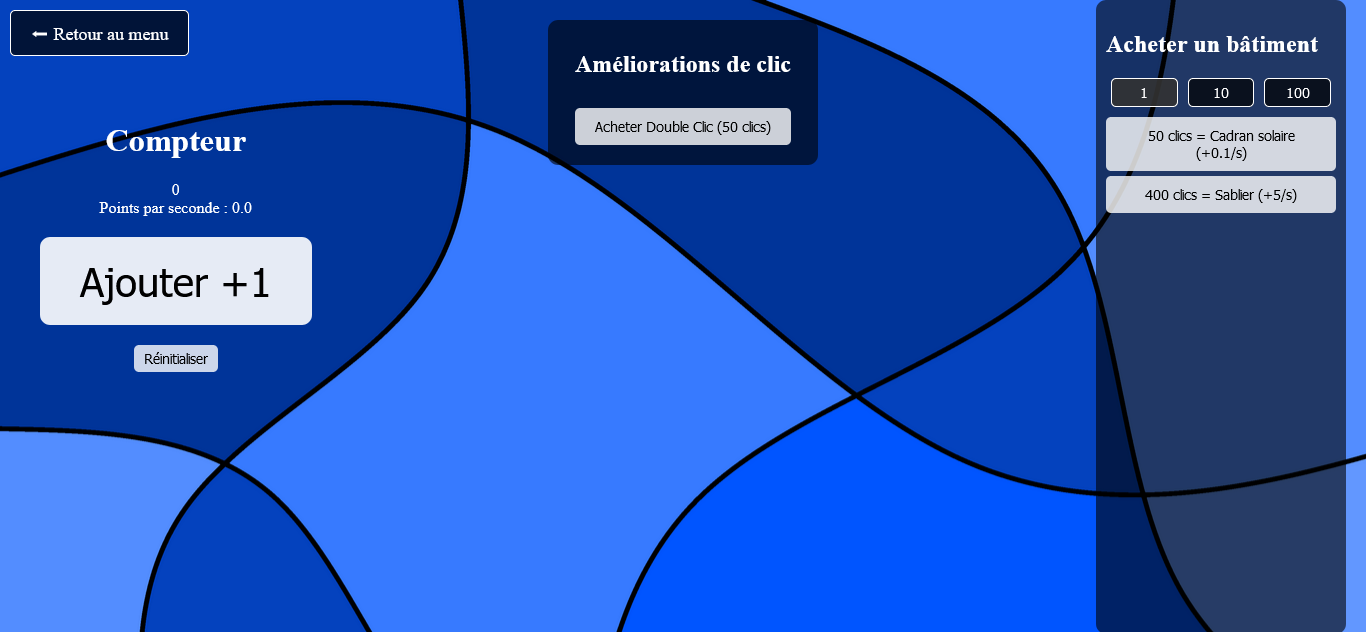 ← Retour au menu
Compteur
0
Points par seconde : 0.0
Ajouter +1
Réinitialiser
Améliorations de clic
Acheter Double Clic (50 clics)
Acheter un bâtiment
1 10 100
50 clics = Cadran solaire
(+0.1/s)
400 clics = Sablier (+5/s)